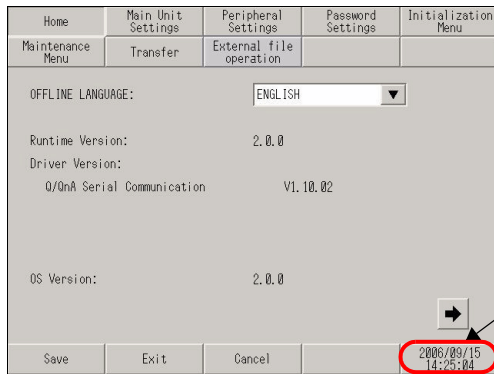 Home
Main Unit
Settings
Peripheral
Settings
Password
Settings
Initialization
Menu
Maintenance
Menu
Transfer
External file
operation
OFFLINE LANGUAGE:
ENGLISH
Runtime Version:
2.0.0
Driver Version:
Q/QnA Serial Communication
V1.10.02
OS Version:
2.0.0
Save
Exit
Cancel
2006/09/15
14:25:04